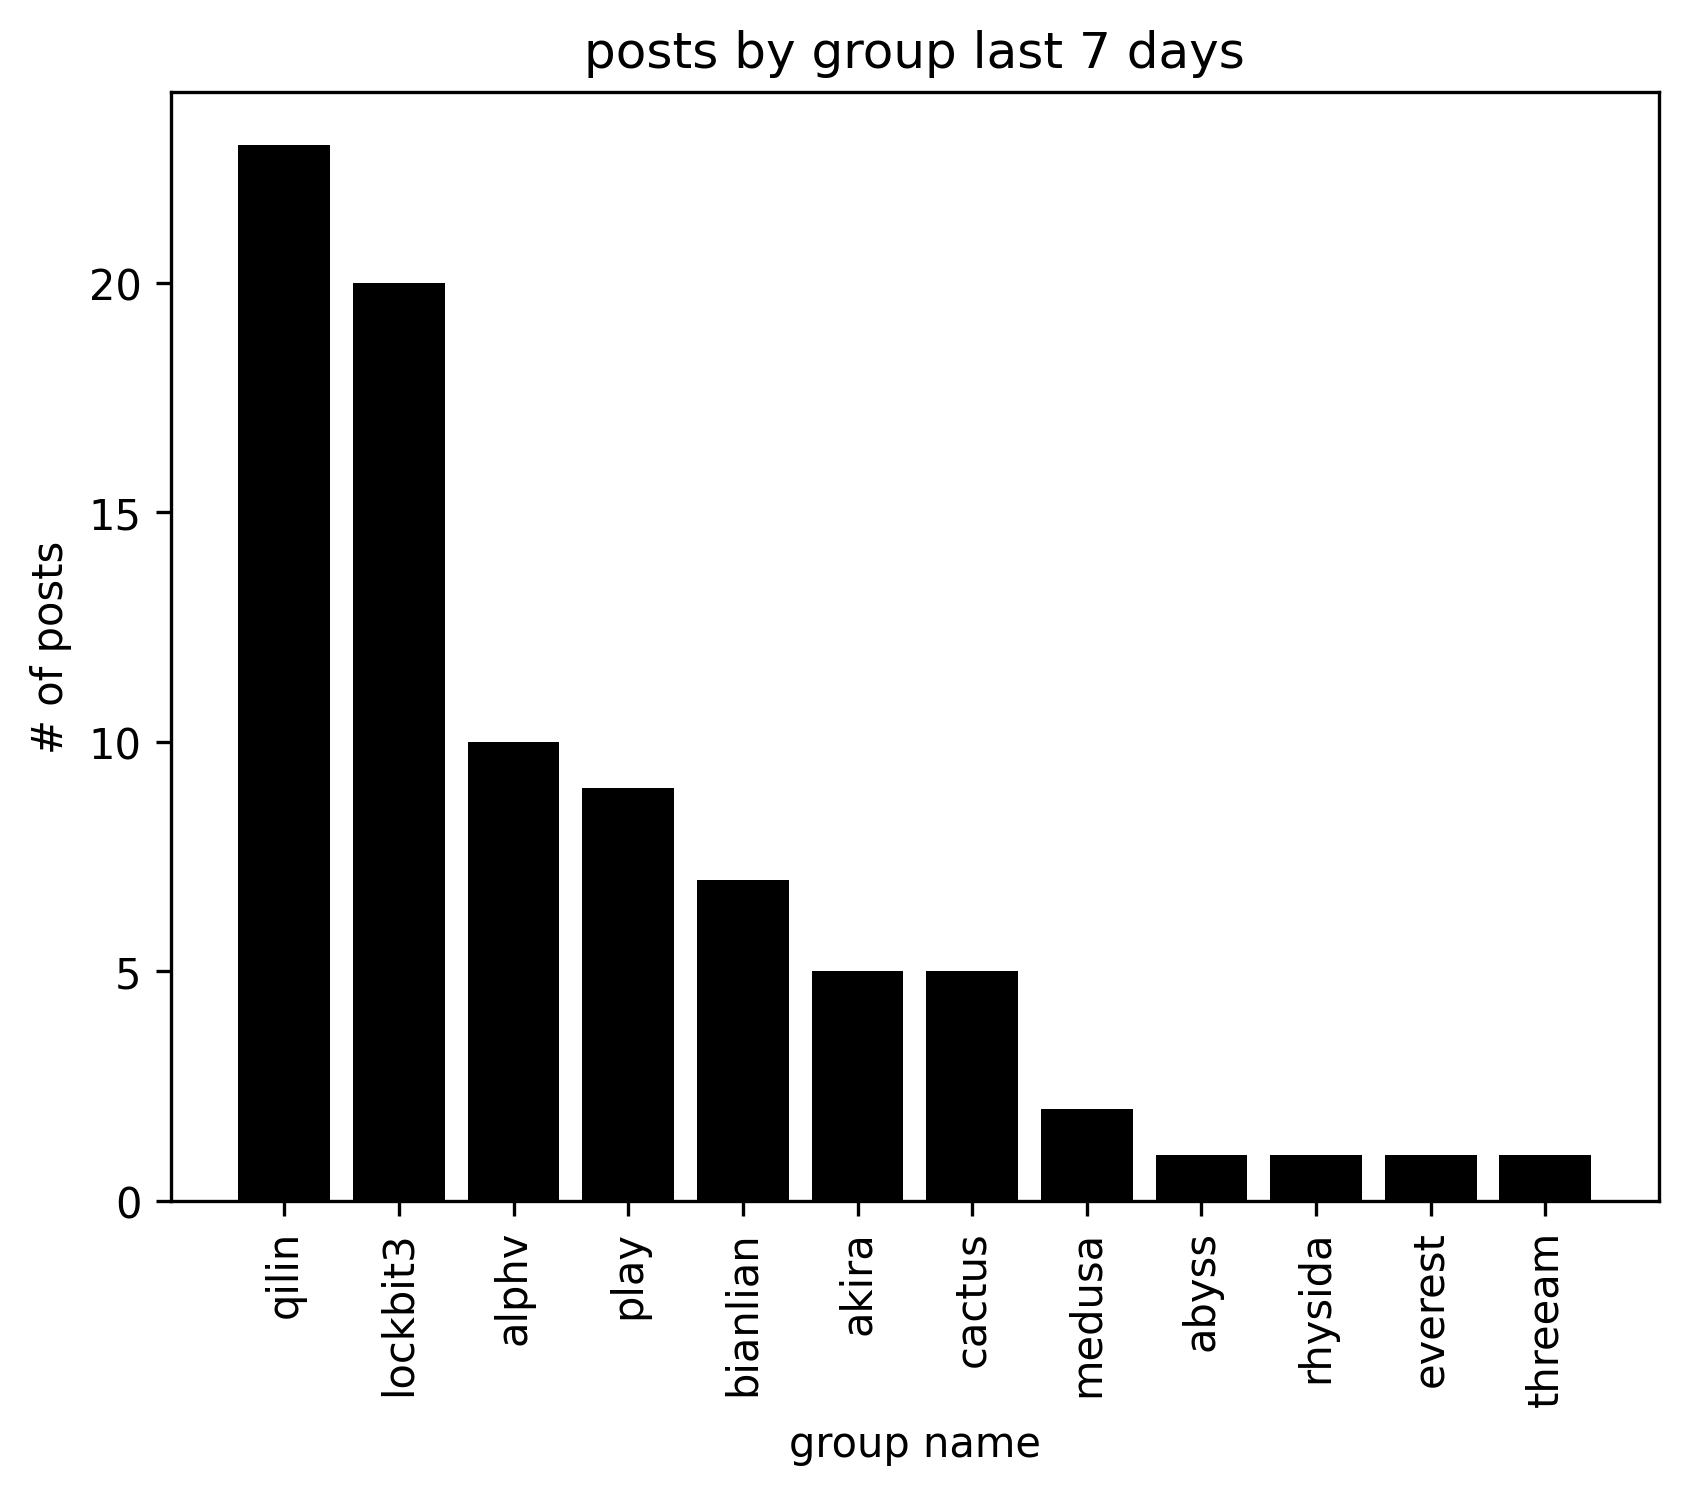 posts by group last 7 days
# of posts
20
15
10
5
0
qilin
lockbit3
alphv
play
bianlian
akira
cactus
medusa
abyss
rhysida
everest
threeam
group name